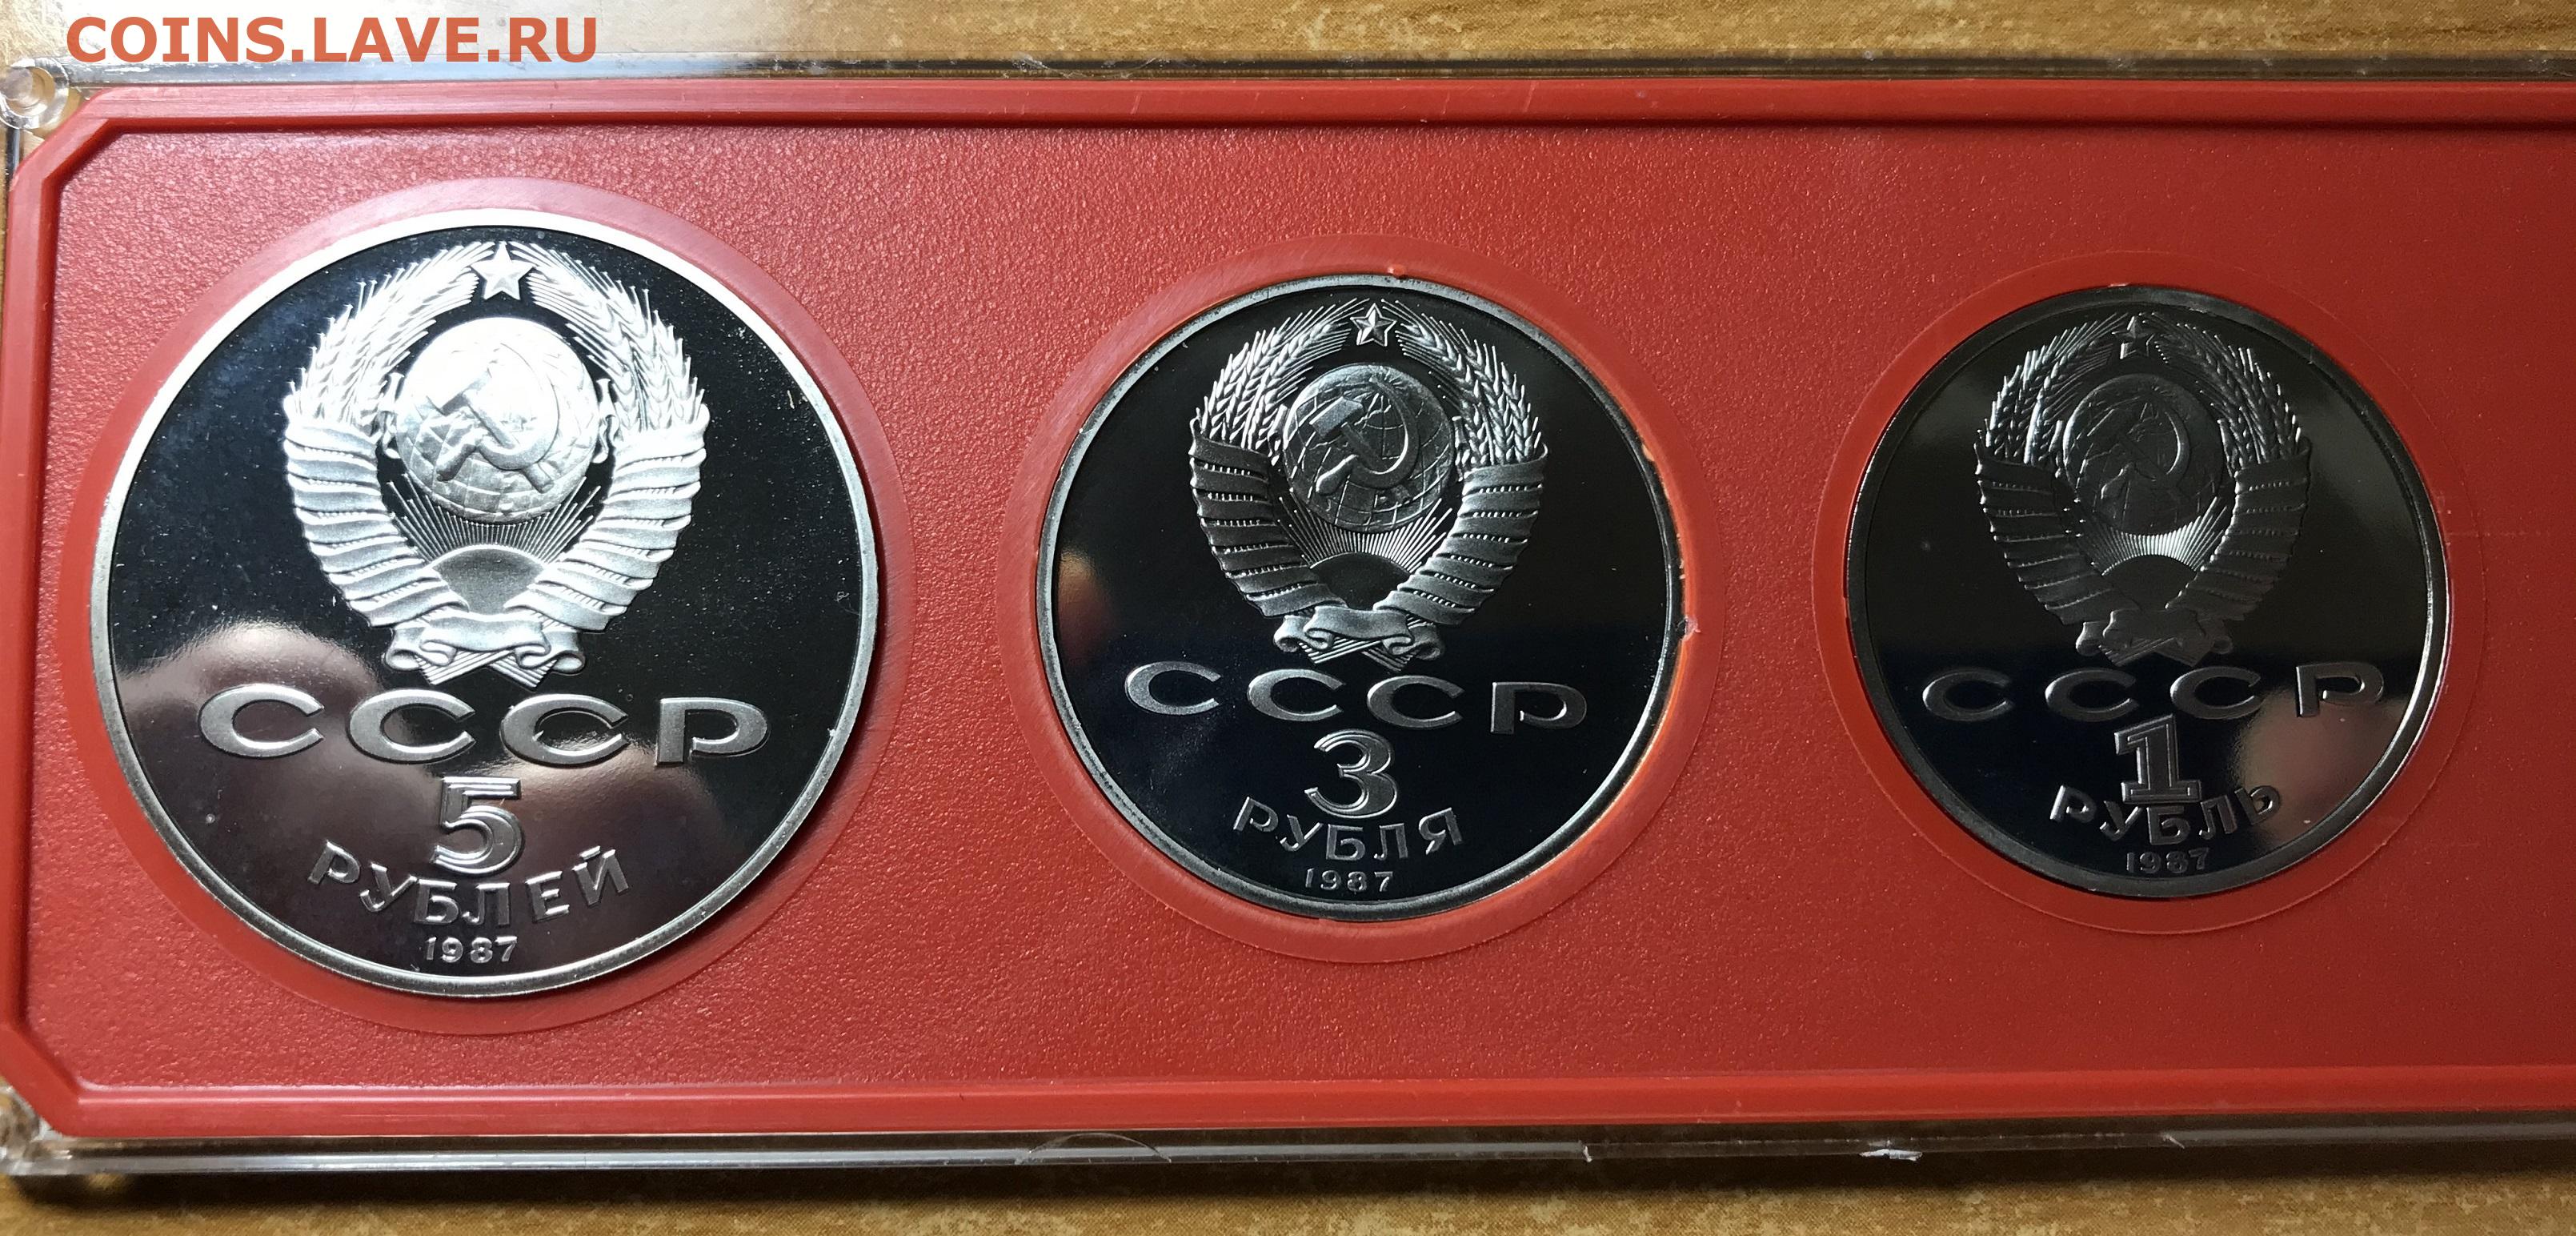 COINS.LAVE.RU
СССР
5
РУБЛЕЙ
1987
СССР
3
РУБЛЯ
1987
СССР
1
РУБЛЬ
1987